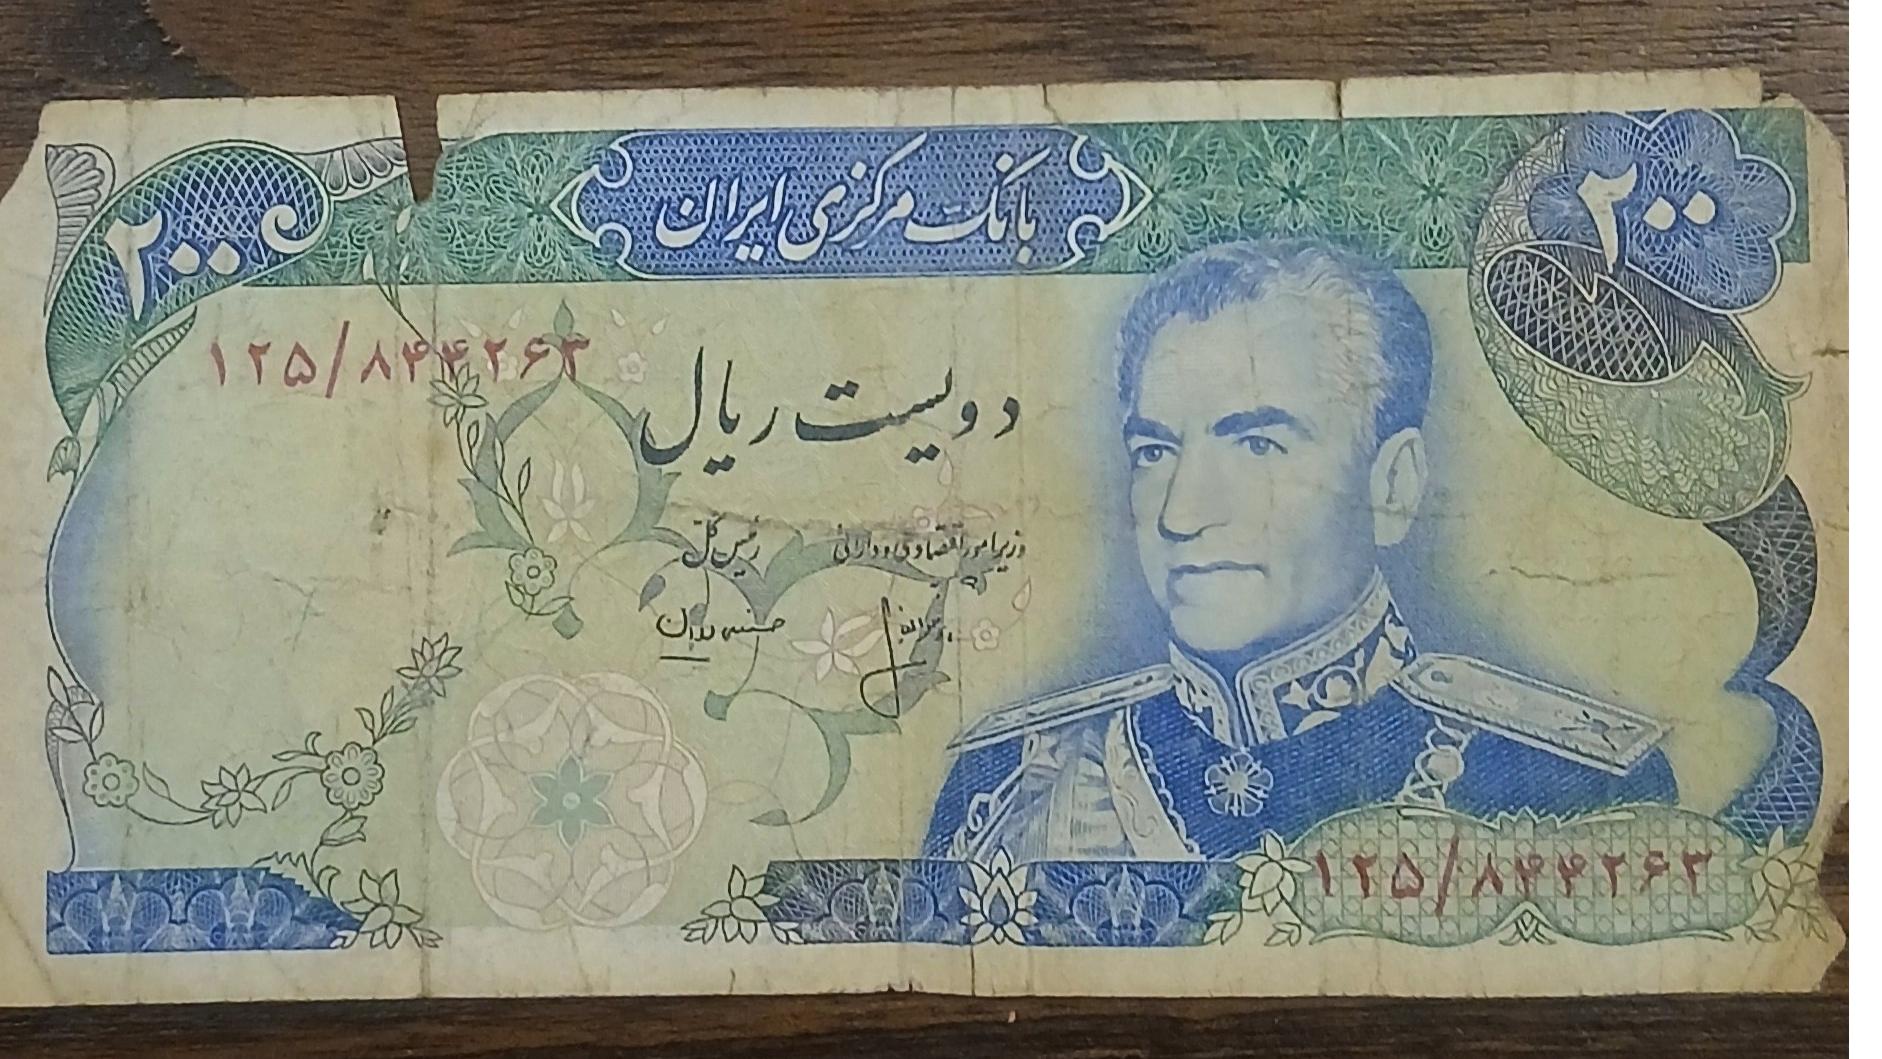 ۲۰۰
بانک مرکزی ایران
۲۰۰
۱۲۵/۸۴۴۲۶۳
دویست ریال
وزیر امور اقتصادی و دارائی
رئیس کل
۱۲۵/۸۴۴۲۶۳